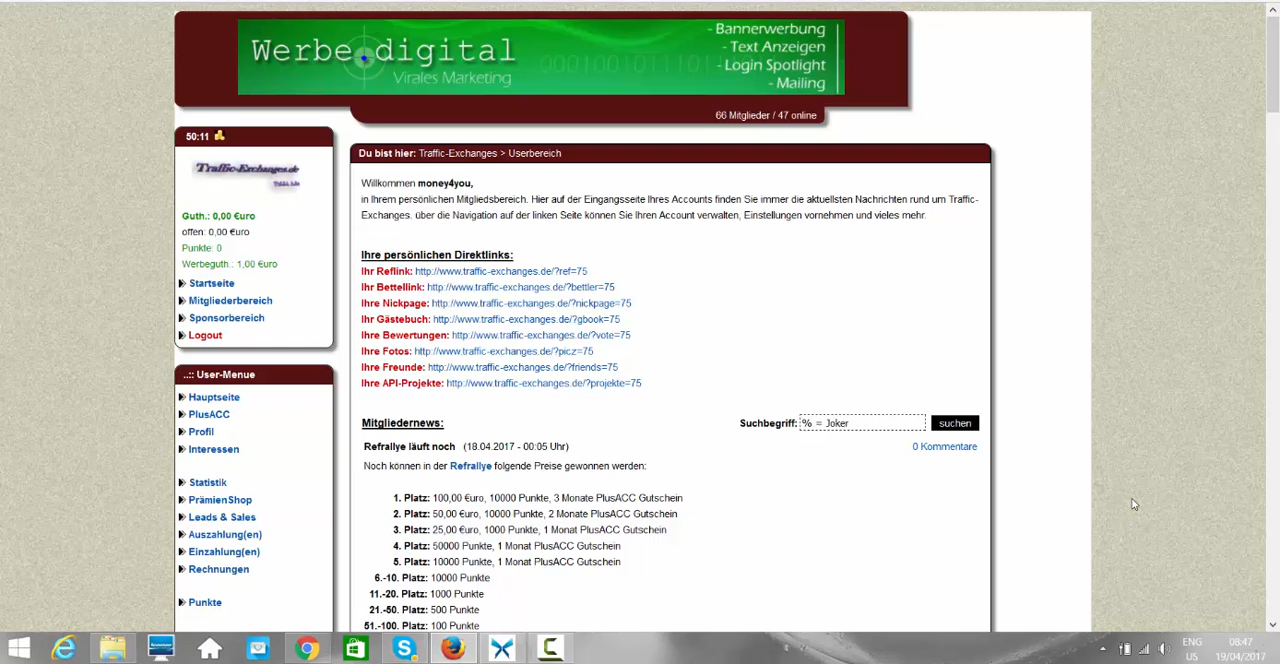 Werbe digital
Virales Marketing
- Bannerwerbung
- Text Anzeigen
- Login Spotlight
- Mailing
66 Mitglieder / 47 online
50:11
Traffic-Exchanges.de
Guth.: 0,00 €uro
offen: 0,00 €uro
Punkte: 0
Werbeguth.: 1,00 €uro
Startseite
Mitgliederbereich
Sponsorbereich
Logout
..:: User-Menue
Hauptseite
PlusACC
Profil
Interessen
Statistik
PrämienShop
Leads & Sales
Auszahlung(en)
Einzahlung(en)
Rechnungen
Punkte
Du bist hier: Traffic-Exchanges > Userbereich
Willkommen money4you,
in Ihrem persönlichen Mitgliedsbereich. Hier auf der Eingangsseite Ihres Accounts finden Sie immer die aktuellsten Nachrichten rund um Traffic-
Exchanges. über die Navigation auf der linken Seite können Sie Ihren Account verwalten, Einstellungen vornehmen und vieles mehr.
Ihre persönlichen Direktlinks:
Ihr Reflink: http://www.traffic-exchanges.de/?ref=75
Ihr Bettellink: http://www.traffic-exchanges.de/?bettler=75
Ihre Nickpage: http://www.traffic-exchanges.de/?nickpage=75
Ihr Gästebuch: http://www.traffic-exchanges.de/?gbook=75
Ihre Bewertungen: http://www.traffic-exchanges.de/?vote=75
Ihre Fotos: http://www.traffic-exchanges.de/?picz=75
Ihre Freunde: http://www.traffic-exchanges.de/?friends=75
Ihre API-Projekte: http://www.traffic-exchanges.de/?projekte=75
Mitgliedernews: Suchbegriff: % = Joker suchen
Refrallye läuft noch (18.04.2017 - 00:05 Uhr) 0 Kommentare
Noch können in der Refrallye folgende Preise gewonnen werden:
1. Platz: 100,00 €uro, 10000 Punkte, 3 Monate PlusACC Gutschein
2. Platz: 50,00 €uro, 10000 Punkte, 2 Monate PlusACC Gutschein
3. Platz: 25,00 €uro, 1000 Punkte, 1 Monat PlusACC Gutschein
4. Platz: 50000 Punkte, 1 Monat PlusACC Gutschein
5. Platz: 10000 Punkte, 1 Monat PlusACC Gutschein
6.-10. Platz: 10000 Punkte
11.-20. Platz: 1000 Punkte
21.-50. Platz: 500 Punkte
51.-100. Platz: 100 Punkte
ENG 08:47
US 19/04/2017